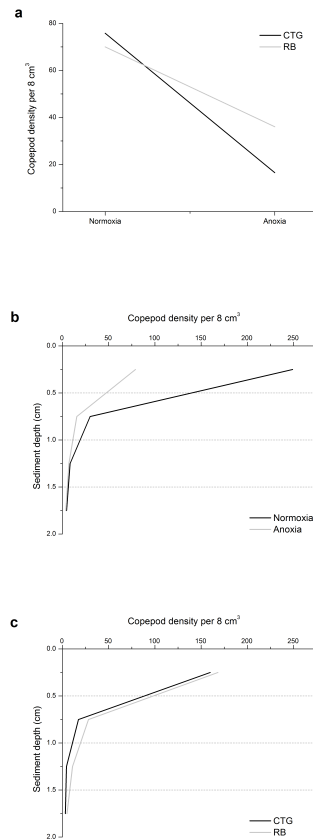 a
80
60
40
20
0
Copepod density per 8 cm³
CTG
RB
Normoxia
Anoxia
b
Copepod density per 8 cm³
0 50 100 150 200 250
0.0
0.5
1.0
1.5
2.0
Sediment depth (cm)
Normoxia
Anoxia
c
Copepod density per 8 cm³
0 50 100 150 200 250
0.0
0.5
1.0
1.5
2.0
Sediment depth (cm)
CTG
RB